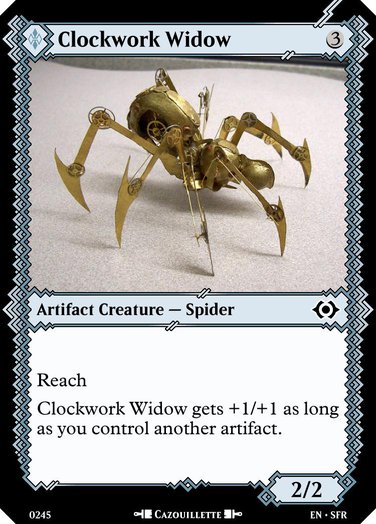 Clockwork Widow 3
Artifact Creature — Spider
Reach
Clockwork Widow gets +1/+1 as long
as you control another artifact.
2/2
0245 Cazouillette EN • SFR